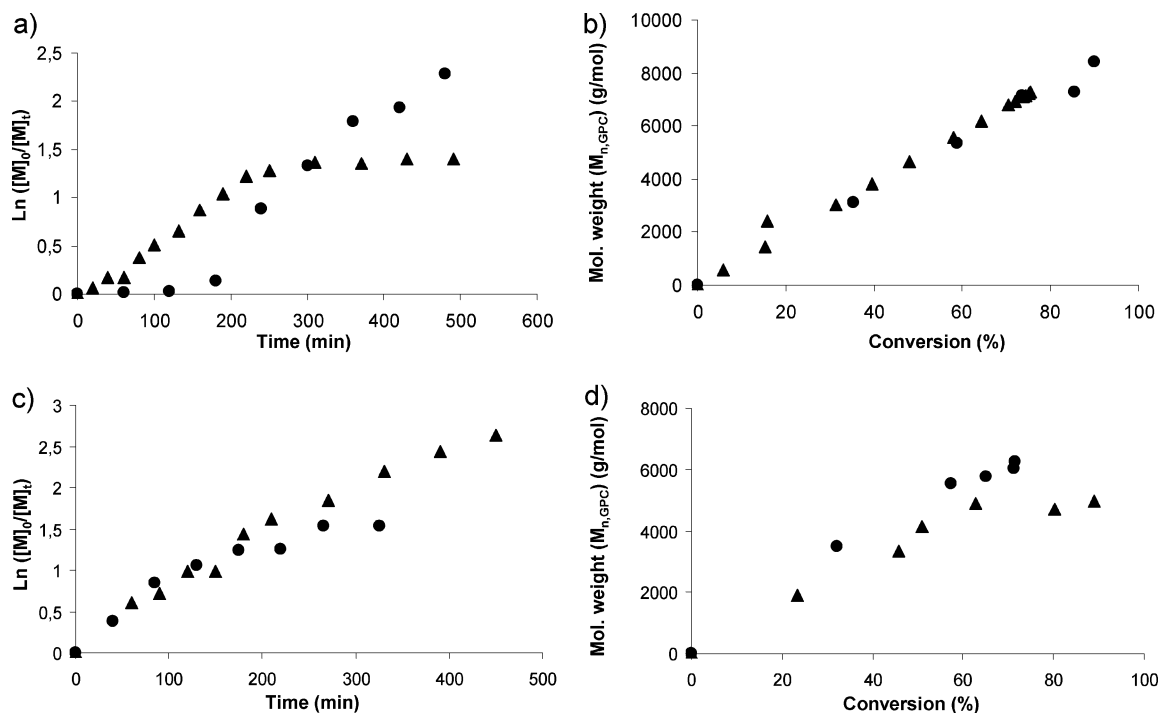 a)
Ln ([M]₀/[M]ₜ)
2,5
2
1,5
1
0,5
0
0 100 200 300 400 500 600
Time (min)
b)
Mol. weight (Mn,GPC) (g/mol)
10000
8000
6000
4000
2000
0
0 20 40 60 80 100
Conversion (%)
c)
Ln ([M]₀/[M]ₜ)
3
2,5
2
1,5
1
0,5
0
0 100 200 300 400 500
Time (min)
d)
Mol. weight (Mn,GPC) (g/mol)
8000
6000
4000
2000
0
0 20 40 60 80 100
Conversion (%)